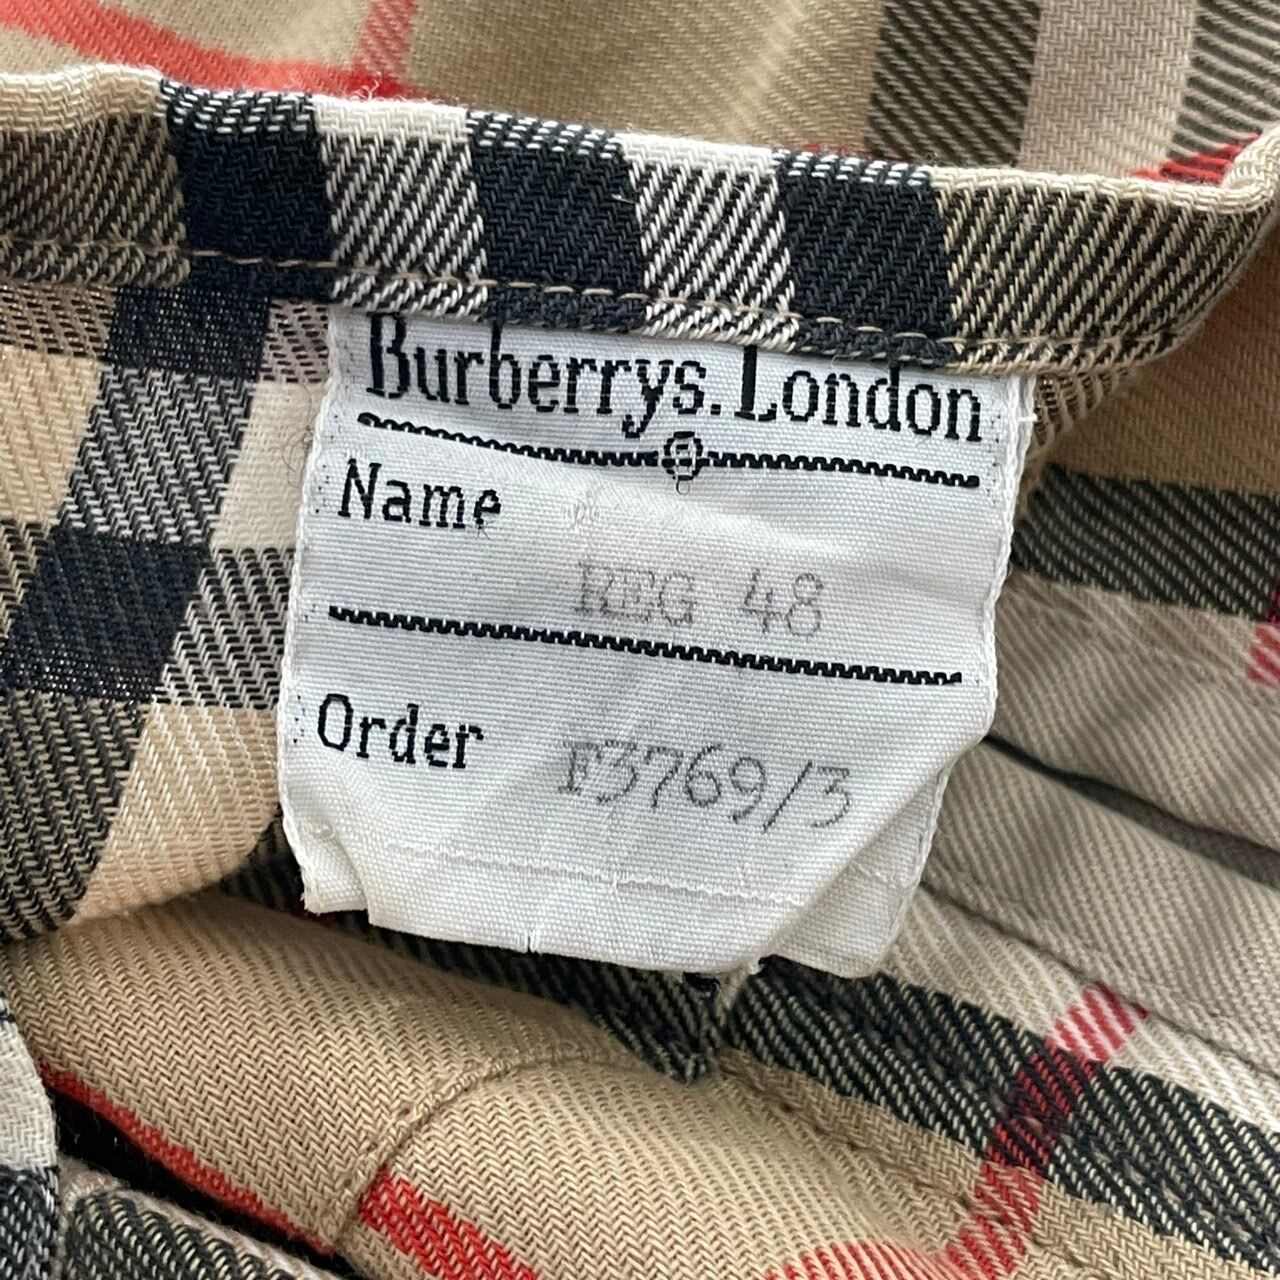 Burberrys. London
Name
REG 48
Order F3769/3